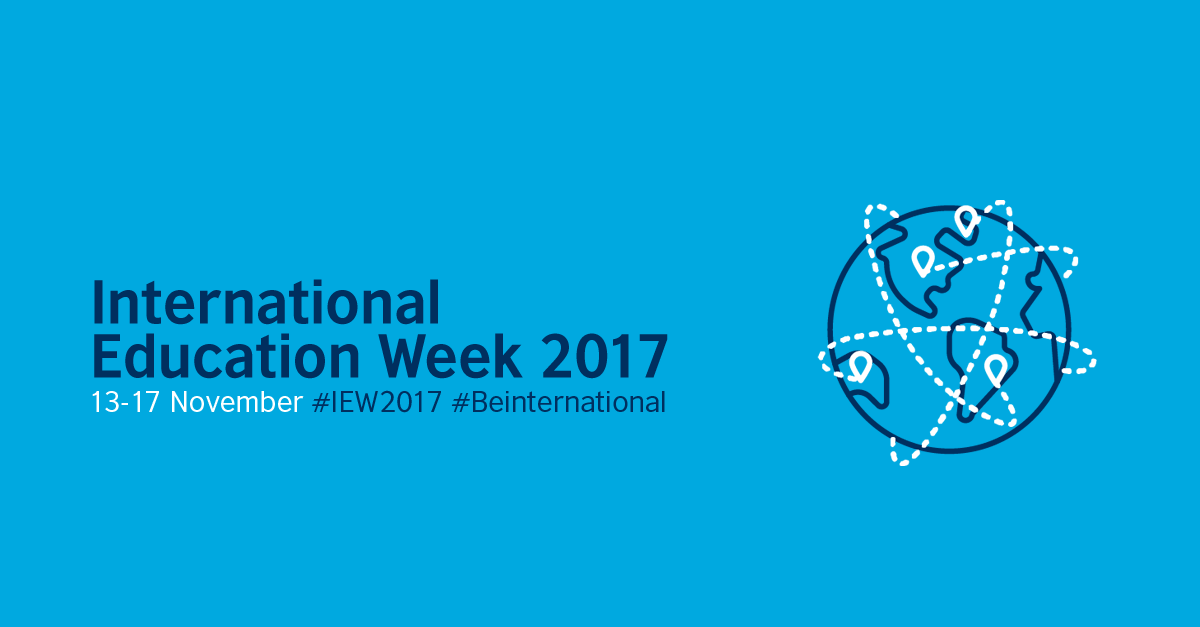 International
Education Week 2017
13-17 November #IEW2017 #Beinternational